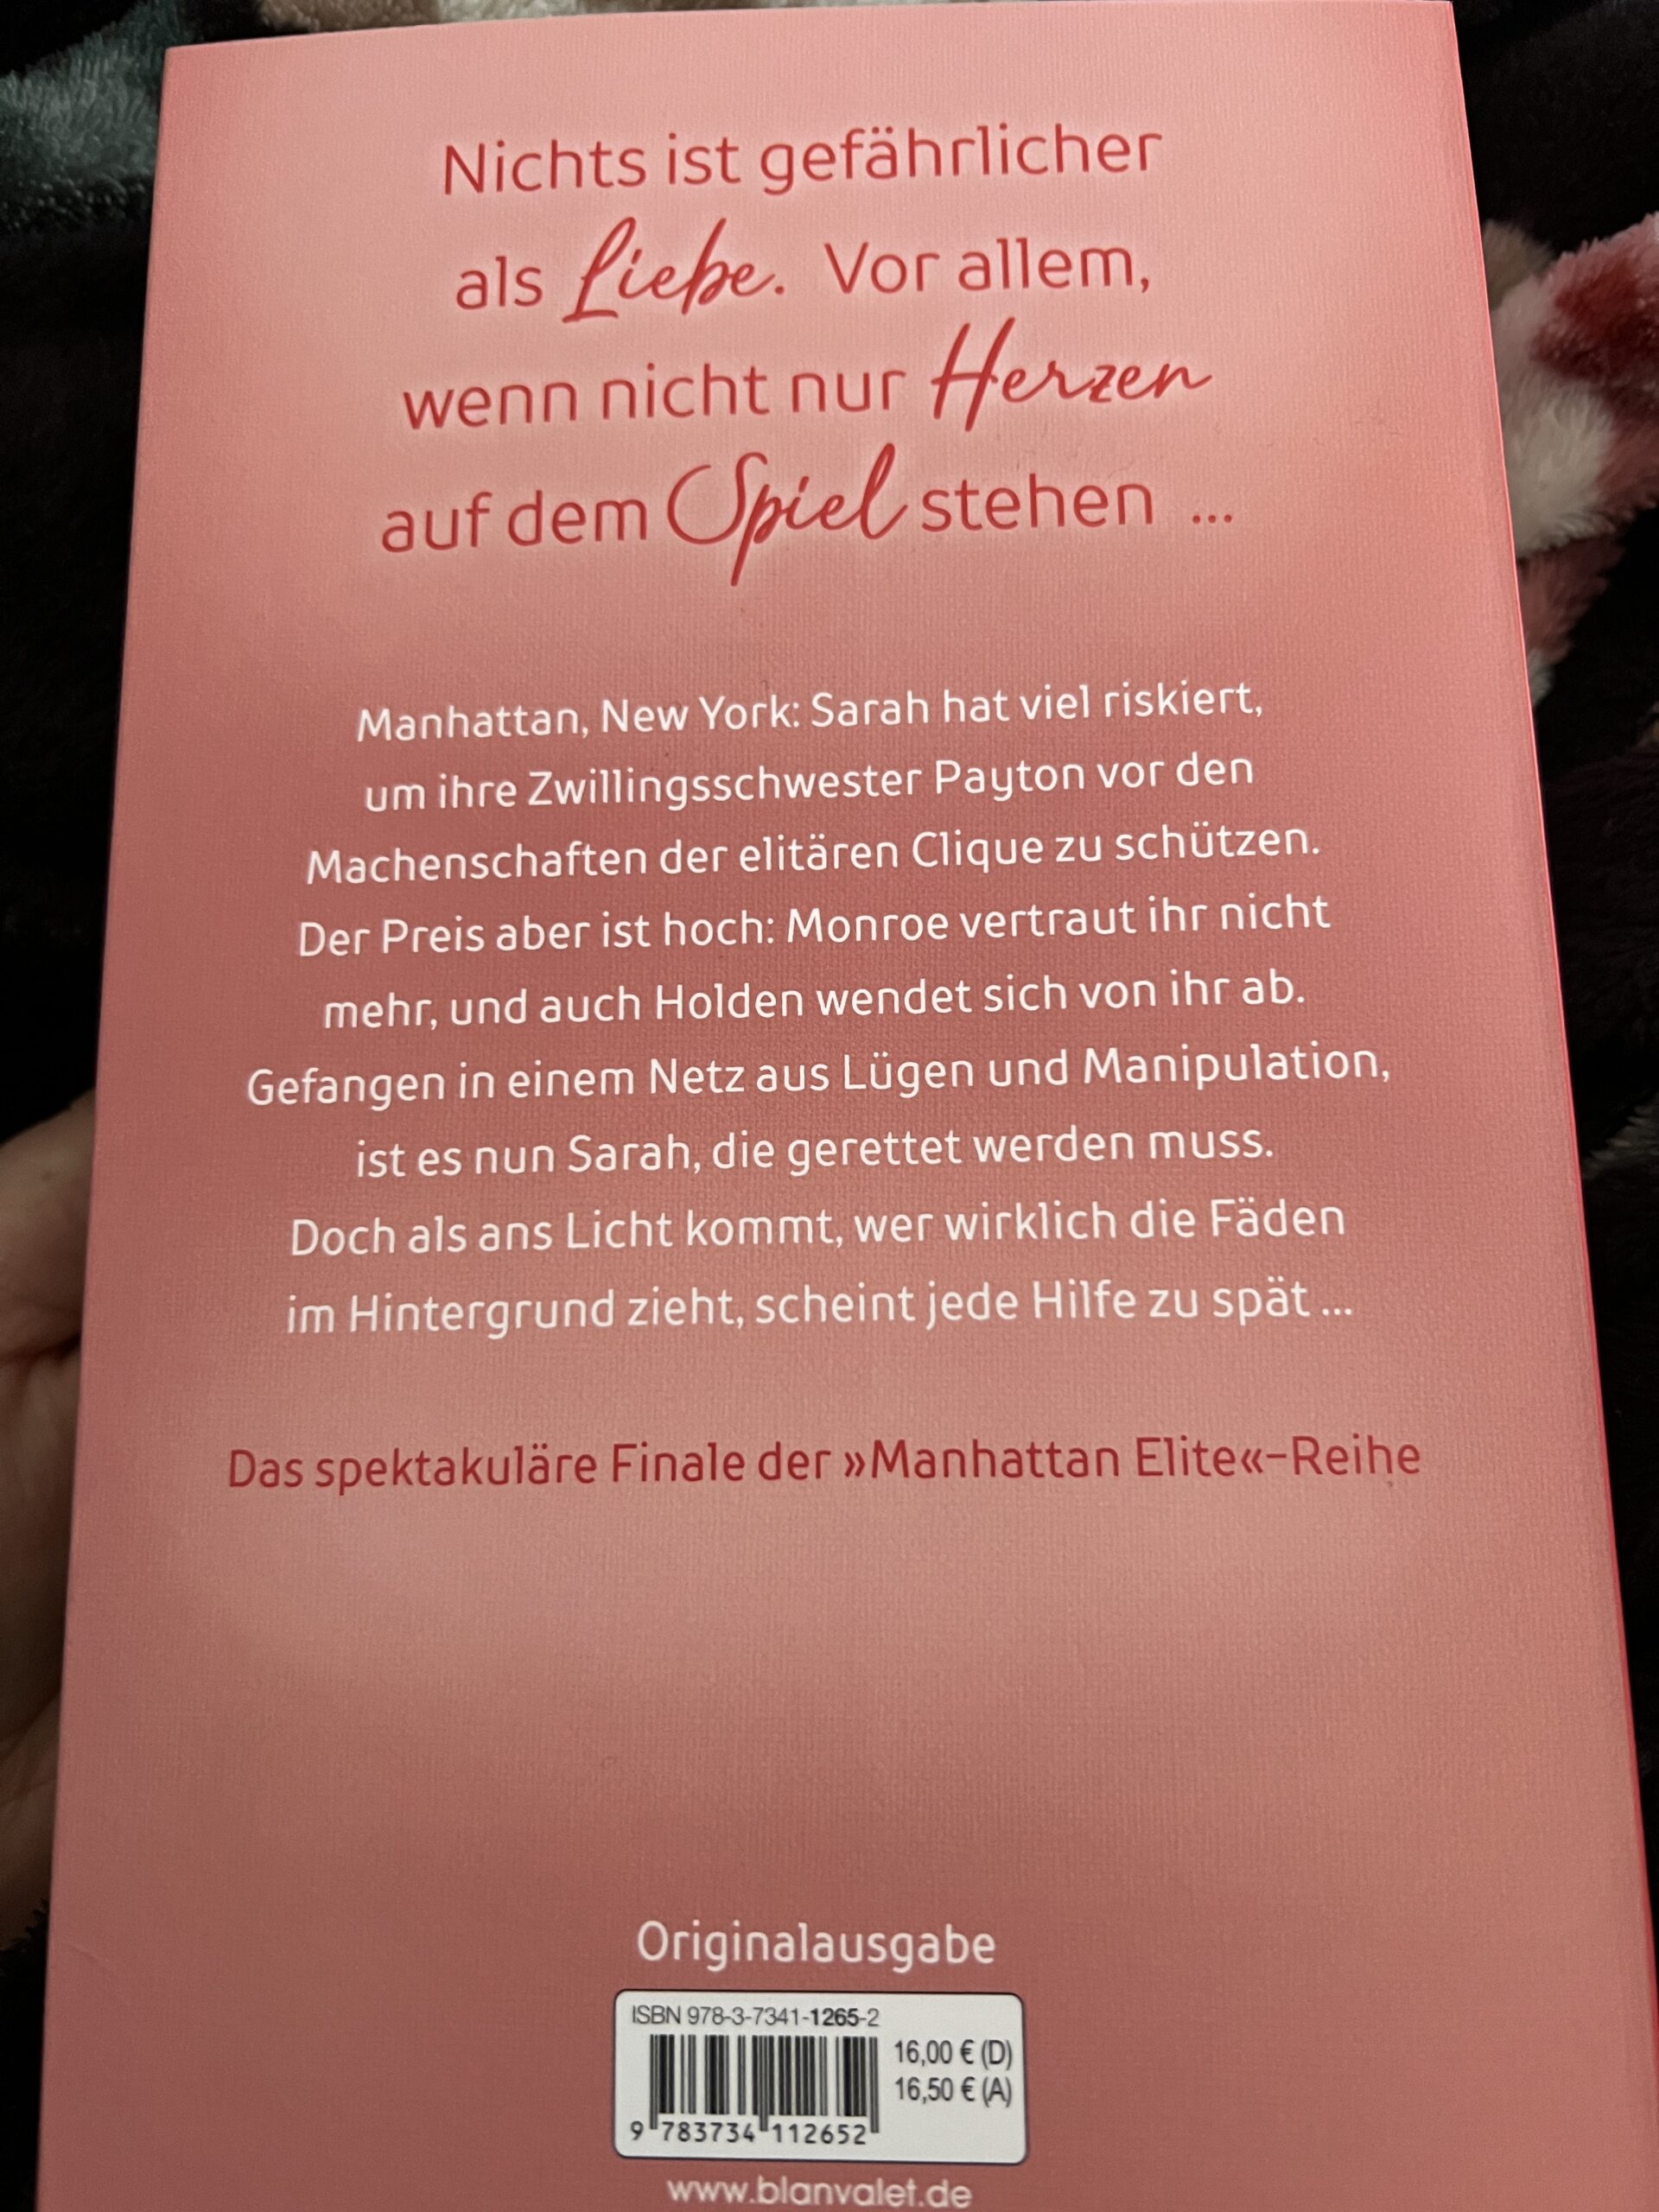 Nichts ist gefährlicher
als Liebe. Vor allem,
wenn nicht nur Herzen
auf dem Spiel stehen ...
Manhattan, New York: Sarah hat viel riskiert,
um ihre Zwillingsschwester Payton vor den
Machenschaften der elitären Clique zu schützen.
Der Preis aber ist hoch: Monroe vertraut ihr nicht
mehr, und auch Holden wendet sich von ihr ab.
Gefangen in einem Netz aus Lügen und Manipulation,
ist es nun Sarah, die gerettet werden muss.
Doch als ans Licht kommt, wer wirklich die Fäden
im Hintergrund zieht, scheint jede Hilfe zu spät ...
Das spektakuläre Finale der »Manhattan Elite«-Reihe
Originalausgabe
ISBN 978-3-7341-1265-2
16,00 € (D)
16,50 € (A)
9 783734 112652
www.blanvalet.de